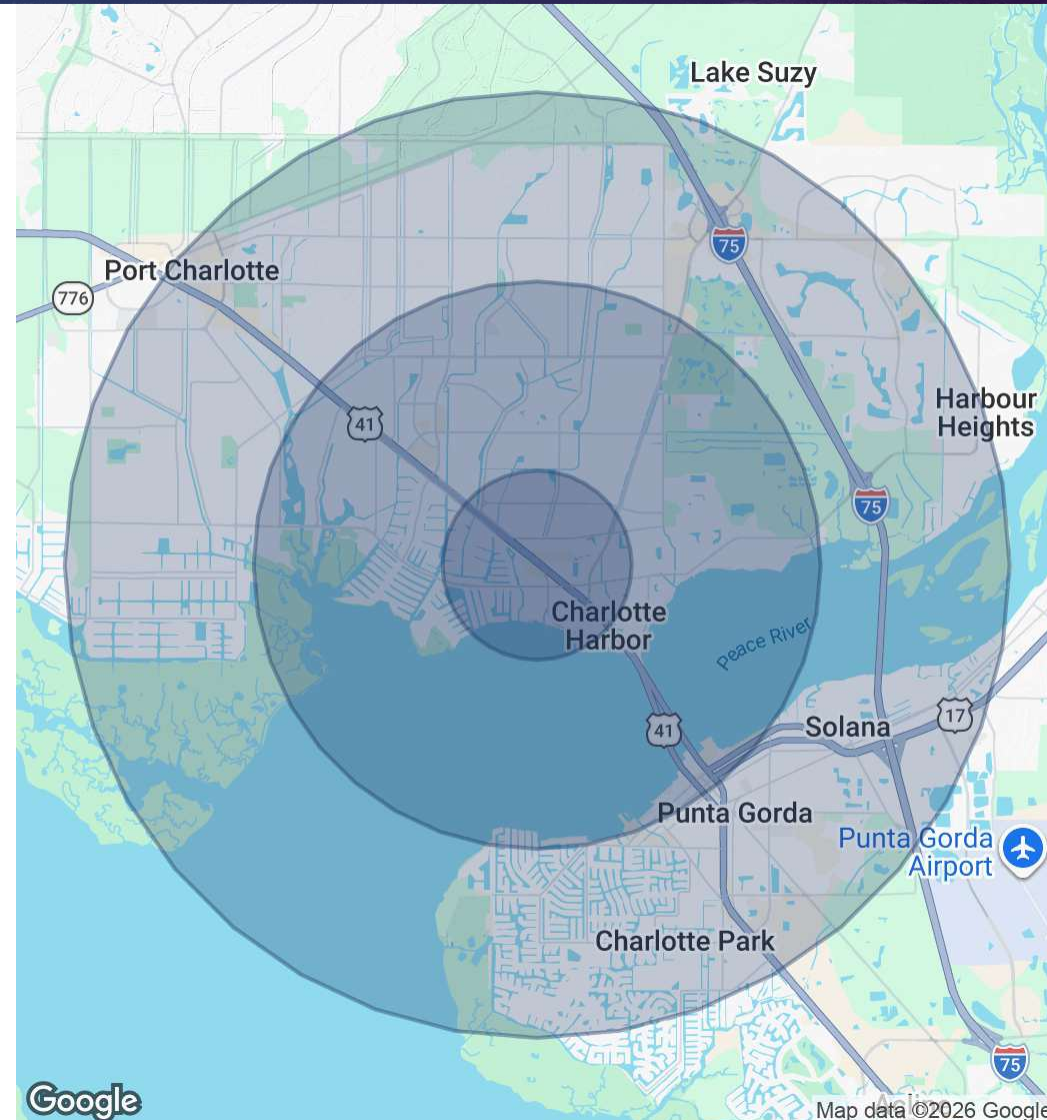 Lake Suzy
75
Port Charlotte
776
Harbour
Heights
41
75
Charlotte
Harbor
Peace River
41
17
Solana
Punta Gorda
Punta Gorda
Airport
Charlotte Park
75
Google
Map data ©2026 Google